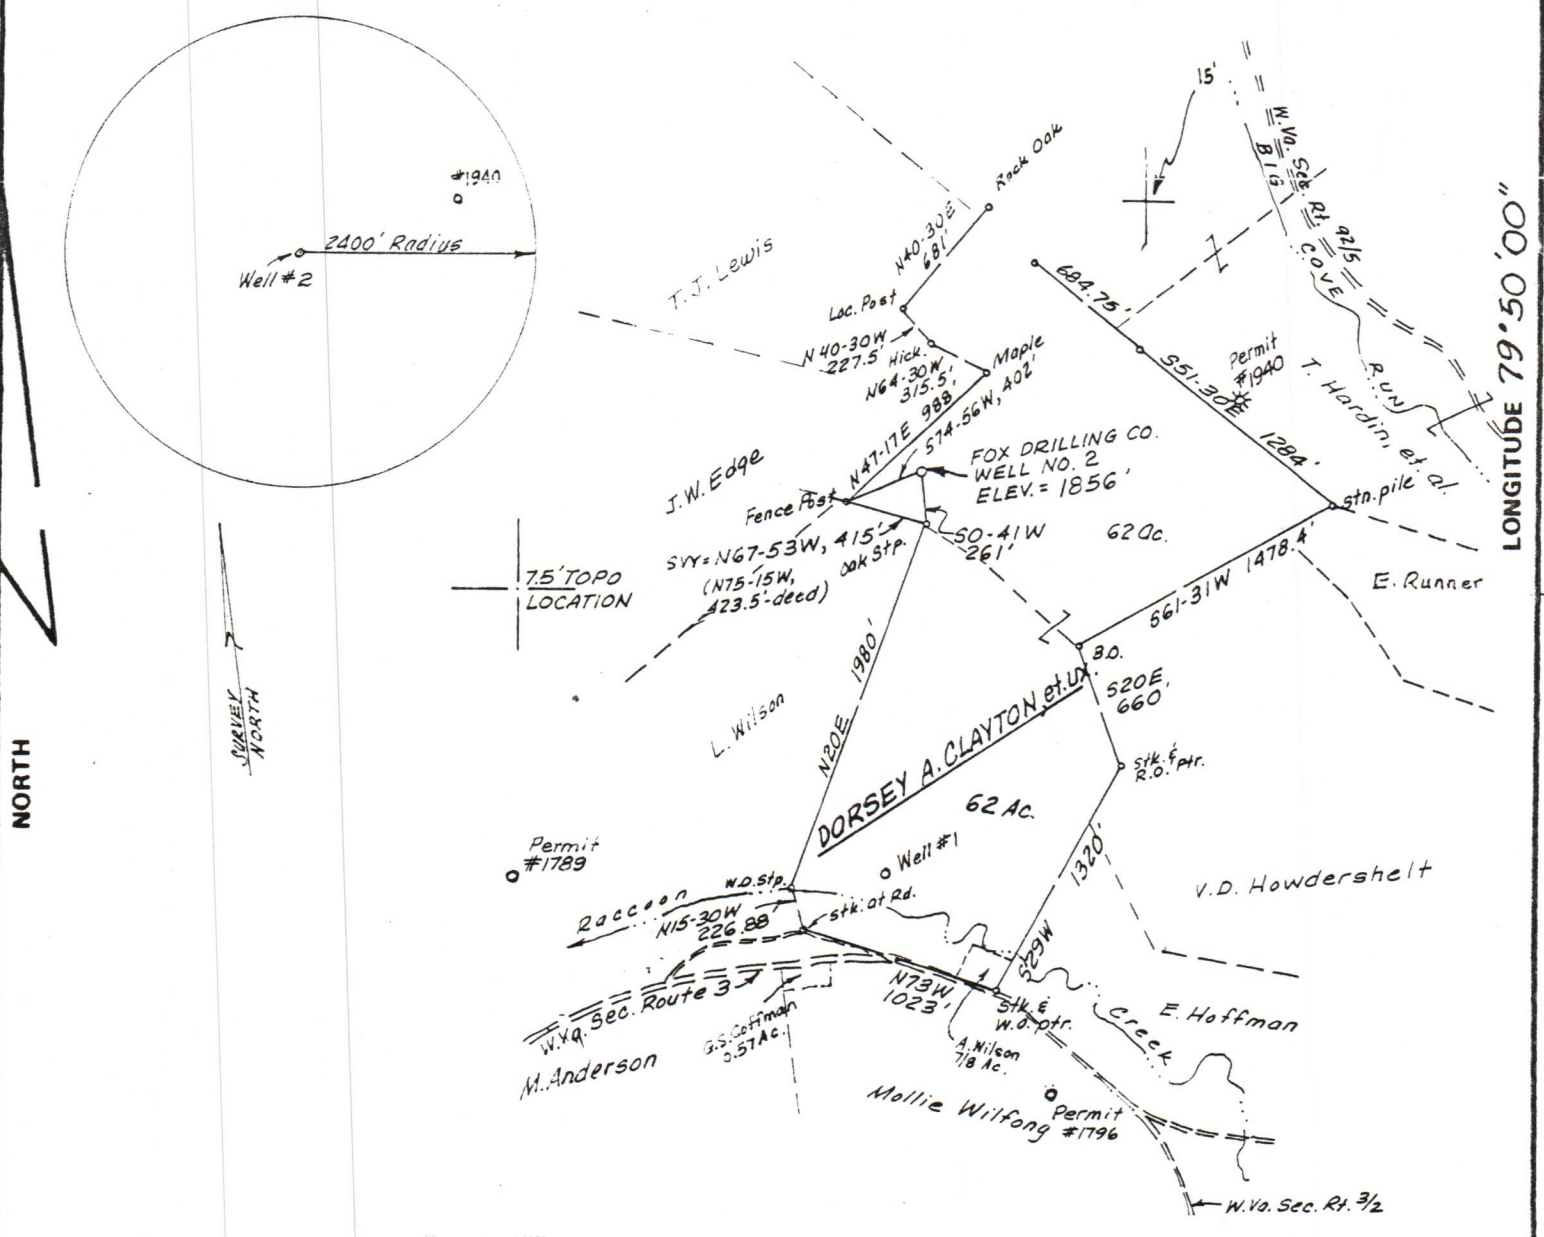 #1940
2400' Radius
Well #2
15'
W.Va. Sec. Rt. 92/5
BIG COVE RUN
Rock Oak
N40-30E
681'
T.J. Lewis
Loc. Post
N40-30W
227.5'
Hick.
N64-30W
315.5'
Maple
684.75'
S51-30E 1284'
Permit
#1940
T. Hardin, et. al.
LONGITUDE 79°50'00"
N47-17E 988'
S74-56W, 402'
FOX DRILLING CO.
WELL NO. 2
ELEV. = 1856'
J.W. Edge
Fence Post
SVY = N67-53W, 415'
(N75-15W,
423.5'-deed)
Oak Stp.
S0-41W
261'
62 Ac.
Stn. pile
S61-31W 1478.4'
E. Runner
7.5' TOPO
LOCATION
SURVEY
NORTH
NORTH
B.O.
S20E,
660'
L. Wilson
N20E 1980'
DORSEY A. CLAYTON, et. ux.
62 Ac.
Stk. &
R.O. ptr.
Permit
#1789
Well #1
W.O. Stp.
Raccoon
N15-30W
226.88'
Stk. at Rd.
S29W 1320'
V.D. Howdershelt
W.Va. Sec. Route 3
G.S. Coffman
0.57 Ac.
N73W
1023'
Stk. &
W.O. ptr.
A. Wilson
7/8 Ac.
Creek
E. Hoffman
M. Anderson
Mollie Wilfong
Permit
#1796
W.Va. Sec. Rt. 3/2